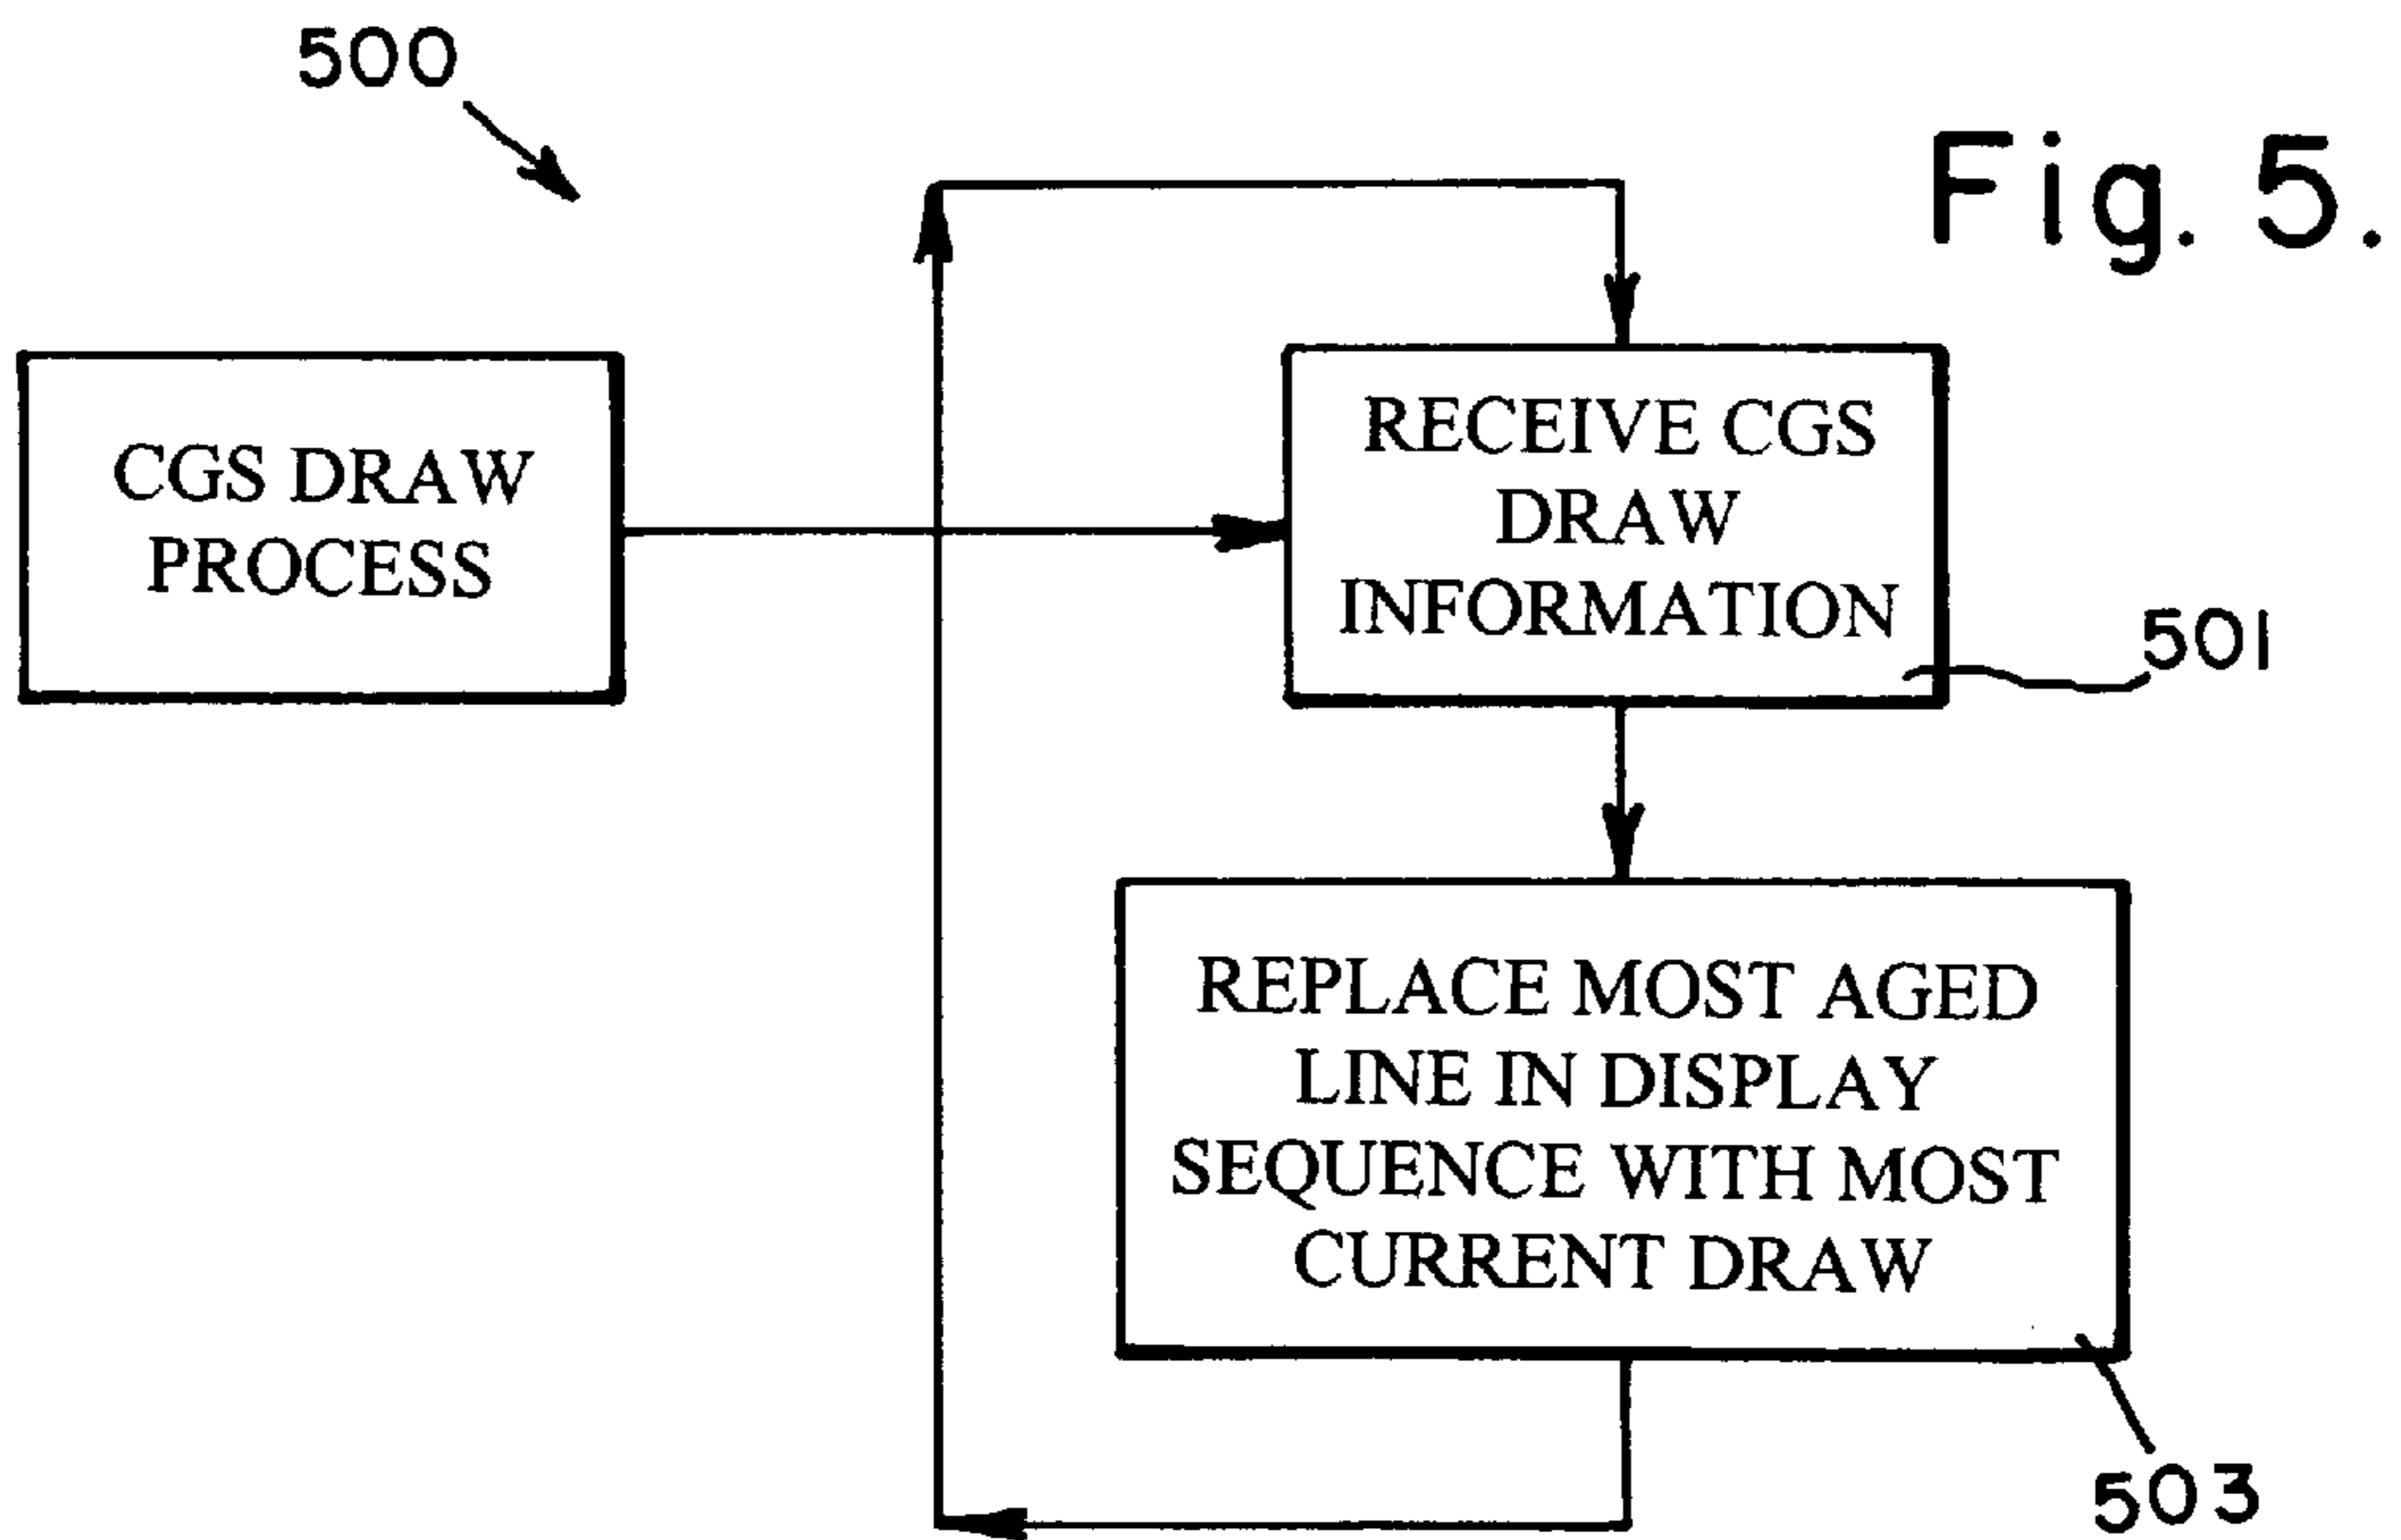 500
Fig. 5.
CGS DRAW
PROCESS
RECEIVE CGS
DRAW
INFORMATION
501
REPLACE MOST AGED
LINE IN DISPLAY
SEQUENCE WITH MOST
CURRENT DRAW
503